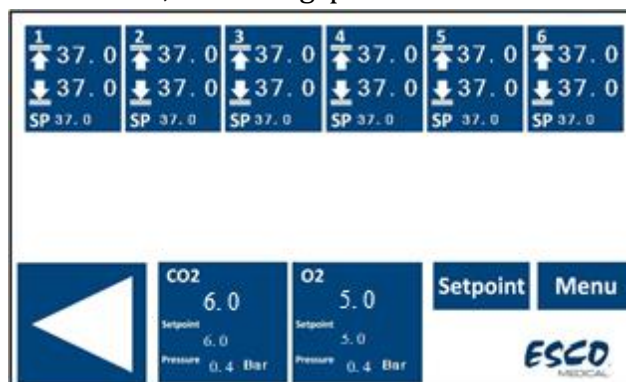 1 2 3 4 5 6
37.0 37.0 37.0 37.0 37.0 37.0
37.0 37.0 37.0 37.0 37.0 37.0
SP 37.0 SP 37.0 SP 37.0 SP 37.0 SP 37.0 SP 37.0
CO2
6.0
Setpoint
6.0
Pressure 0.4 Bar
O2
5.0
Setpoint
5.0
Pressure 0.4 Bar
Setpoint
Menu
ESCO
MEDICAL